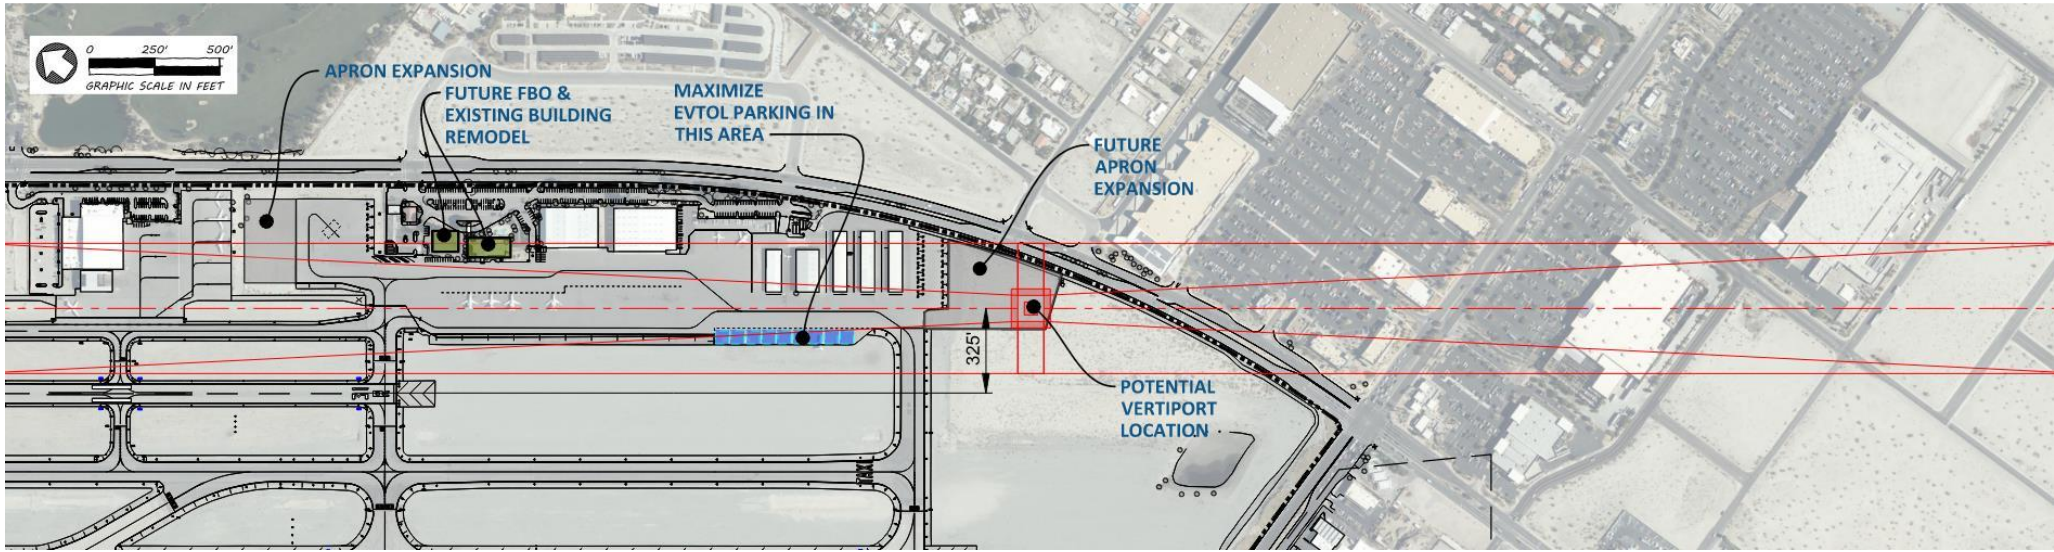 0 250' 500'
GRAPHIC SCALE IN FEET
APRON EXPANSION
FUTURE FBO &
EXISTING BUILDING
REMODEL
MAXIMIZE
EVTOL PARKING IN
THIS AREA
FUTURE
APRON
EXPANSION
325'
POTENTIAL
VERTIPORT
LOCATION
TAXI